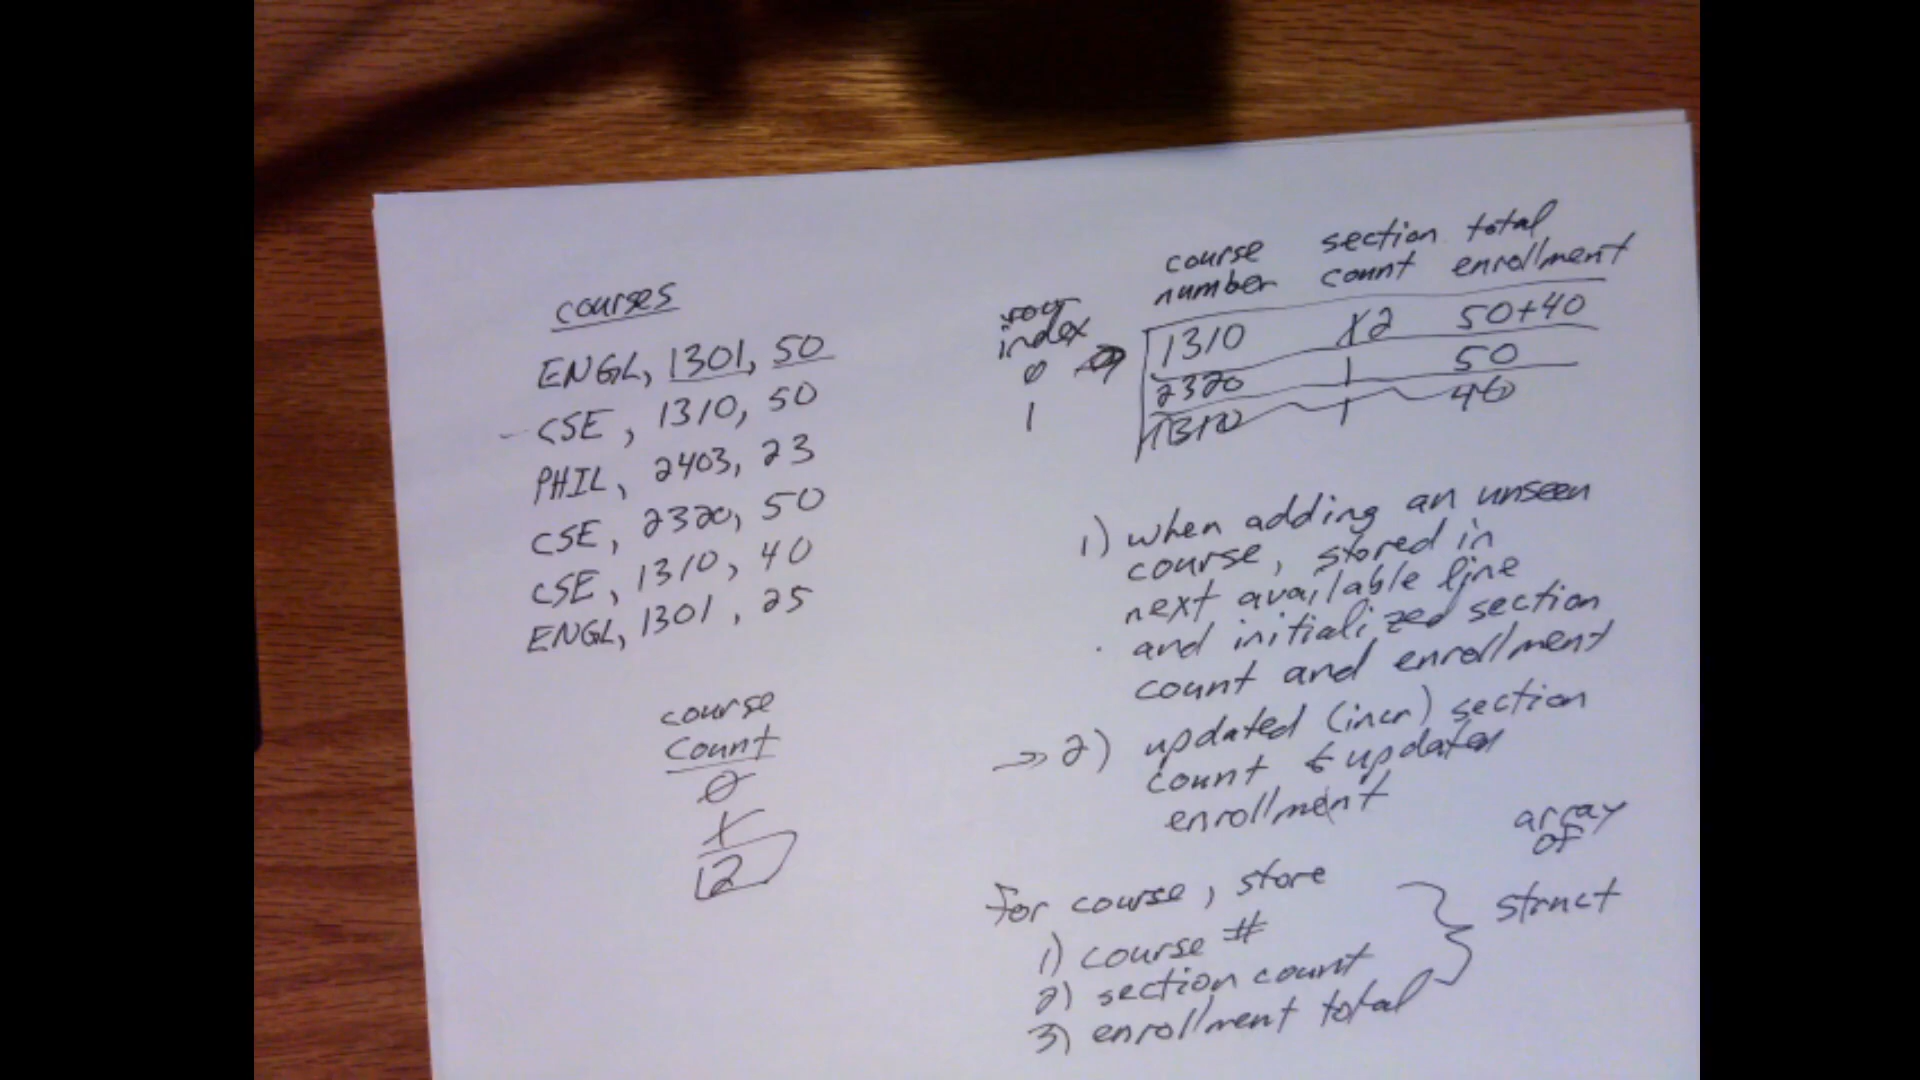 courses
ENGL, 1301, 50
CSE, 1310, 50
PHIL, 2403, 23
CSE, 2320, 50
CSE, 1310, 40
ENGL, 1301, 25
course
count
0
1
2
course section total
number count enrollment
row
index
0 1310 1 2 50+40
1 2320 1 50
1310 1 40
1) when adding an unseen
course, stored in
next available line
and initialized section
count and enrollment
2) updated (incr) section
count & updated
enrollment
For course, store
1) course #
2) section count
3) enrollment total
array
of
struct